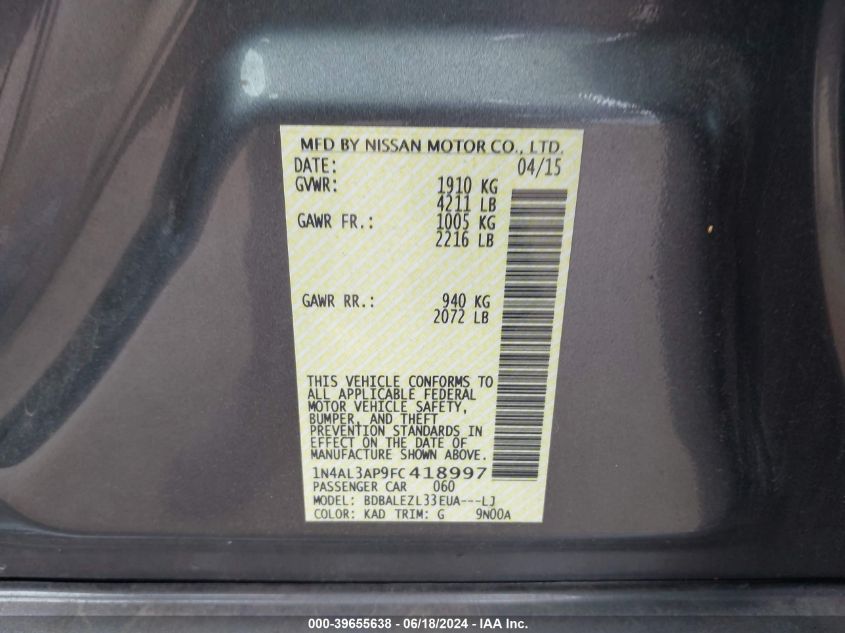 MFD BY NISSAN MOTOR CO., LTD.
DATE: 04/15
GVWR: 1910 KG
4211 LB
GAWR FR.: 1005 KG
2216 LB
GAWR RR.: 940 KG
2072 LB
THIS VEHICLE CONFORMS TO
ALL APPLICABLE FEDERAL
MOTOR VEHICLE SAFETY,
BUMPER, AND THEFT
PREVENTION STANDARDS IN
EFFECT ON THE DATE OF
MANUFACTURE SHOWN ABOVE.
1N4AL3AP9FC418997
PASSENGER CAR 060
MODEL: BDBALEZL33EUA---LJ
COLOR: KAD TRIM: G 9N00A
000-39655638 - 06/18/2024 - IAA Inc.